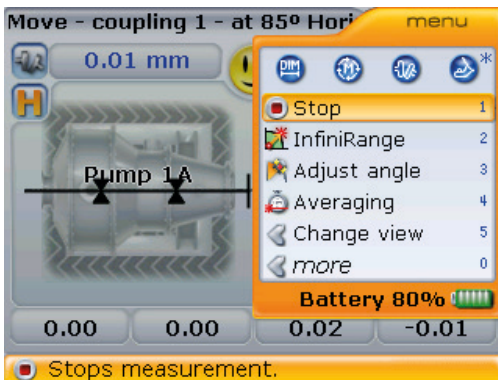 Move - coupling 1 - at 85º Hori
menu
0.01 mm
DIM
*
H
Stop 1
InfiniRange 2
Pump 1A
Adjust angle 3
Averaging 4
Change view 5
more 0
Battery 80%
0.00 0.00 0.02 -0.01
Stops measurement.